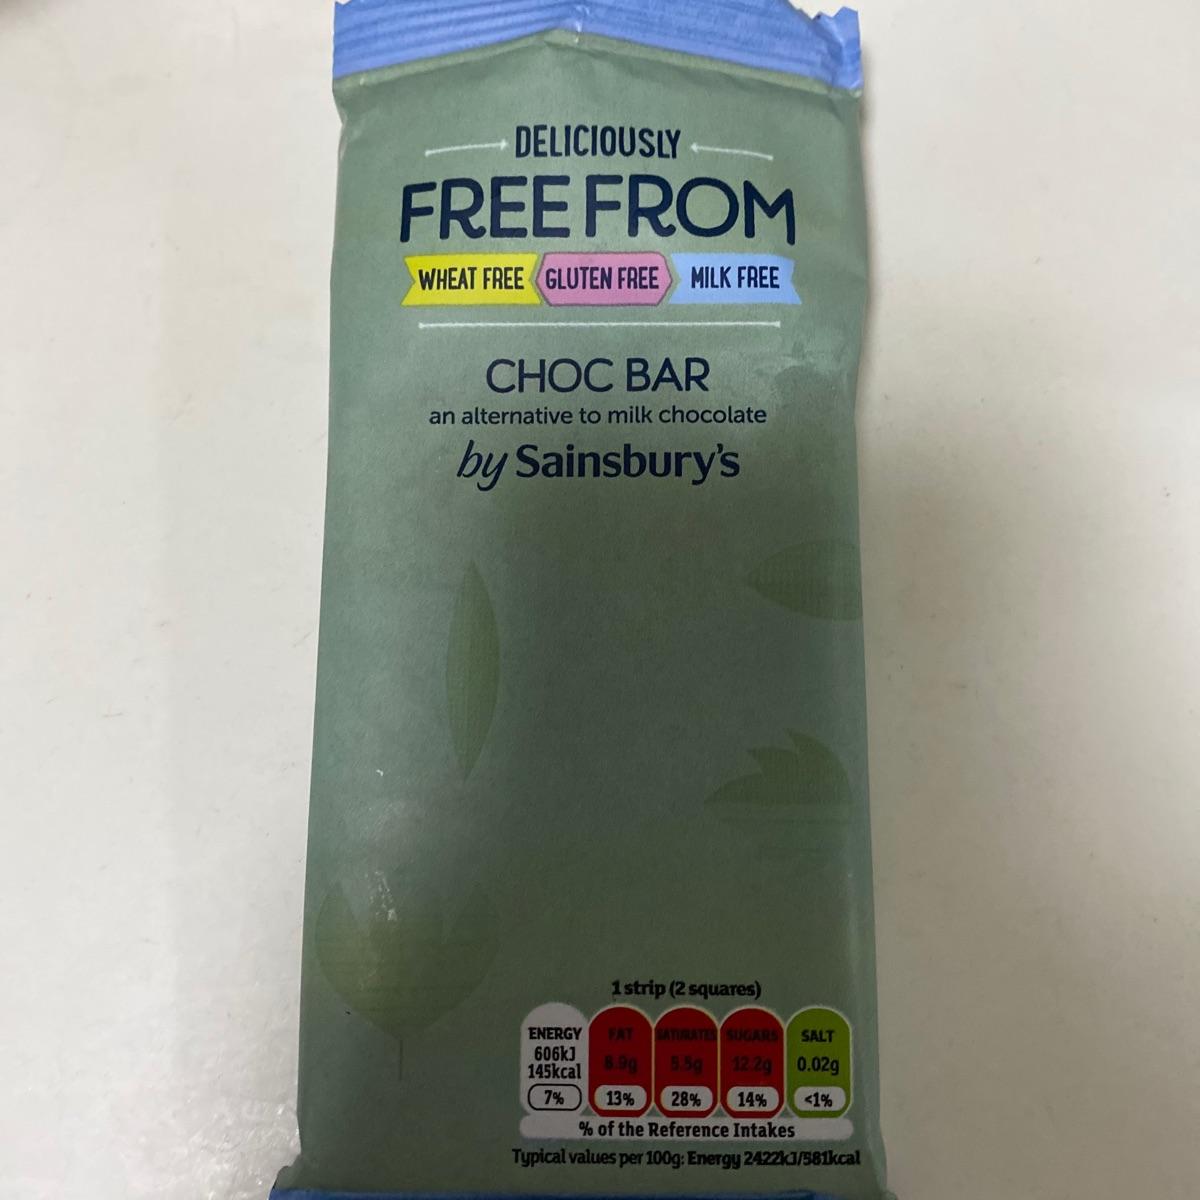 DELICIOUSLY
FREE FROM
WHEAT FREE GLUTEN FREE MILK FREE
CHOC BAR
an alternative to milk chocolate
by Sainsbury's
1 strip (2 squares)
ENERGY FAT SATURATES SUGARS SALT
606kJ
145kcal 8.9g 5.5g 12.2g 0.02g
7% 13% 28% 14% <1%
% of the Reference Intakes
Typical values per 100g: Energy 2422kJ/581kcal